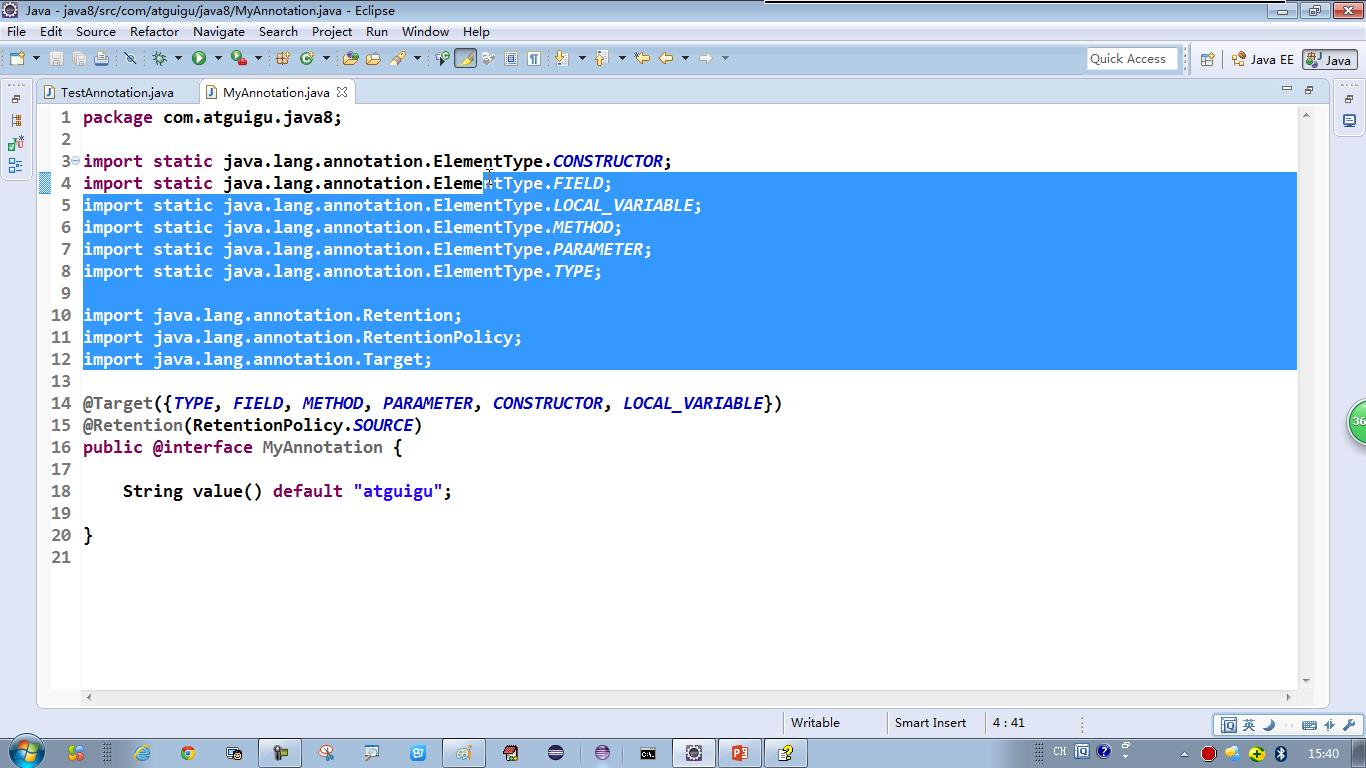 Java - java8/src/com/atguigu/java8/MyAnnotation.java - Eclipse
File Edit Source Refactor Navigate Search Project Run Window Help
Quick Access Java EE Java
TestAnnotation.java MyAnnotation.java
1 package com.atguigu.java8;
2
3 import static java.lang.annotation.ElementType.CONSTRUCTOR;
4 import static java.lang.annotation.ElementType.FIELD;
5 import static java.lang.annotation.ElementType.LOCAL_VARIABLE;
6 import static java.lang.annotation.ElementType.METHOD;
7 import static java.lang.annotation.ElementType.PARAMETER;
8 import static java.lang.annotation.ElementType.TYPE;
9
10 import java.lang.annotation.Retention;
11 import java.lang.annotation.RetentionPolicy;
12 import java.lang.annotation.Target;
13
14 @Target({TYPE, FIELD, METHOD, PARAMETER, CONSTRUCTOR, LOCAL_VARIABLE})
15 @Retention(RetentionPolicy.SOURCE)
16 public @interface MyAnnotation {
17
18 String value() default "atguigu";
19
20 }
21
36
Writable Smart Insert 4 : 41
英
CH 15:40